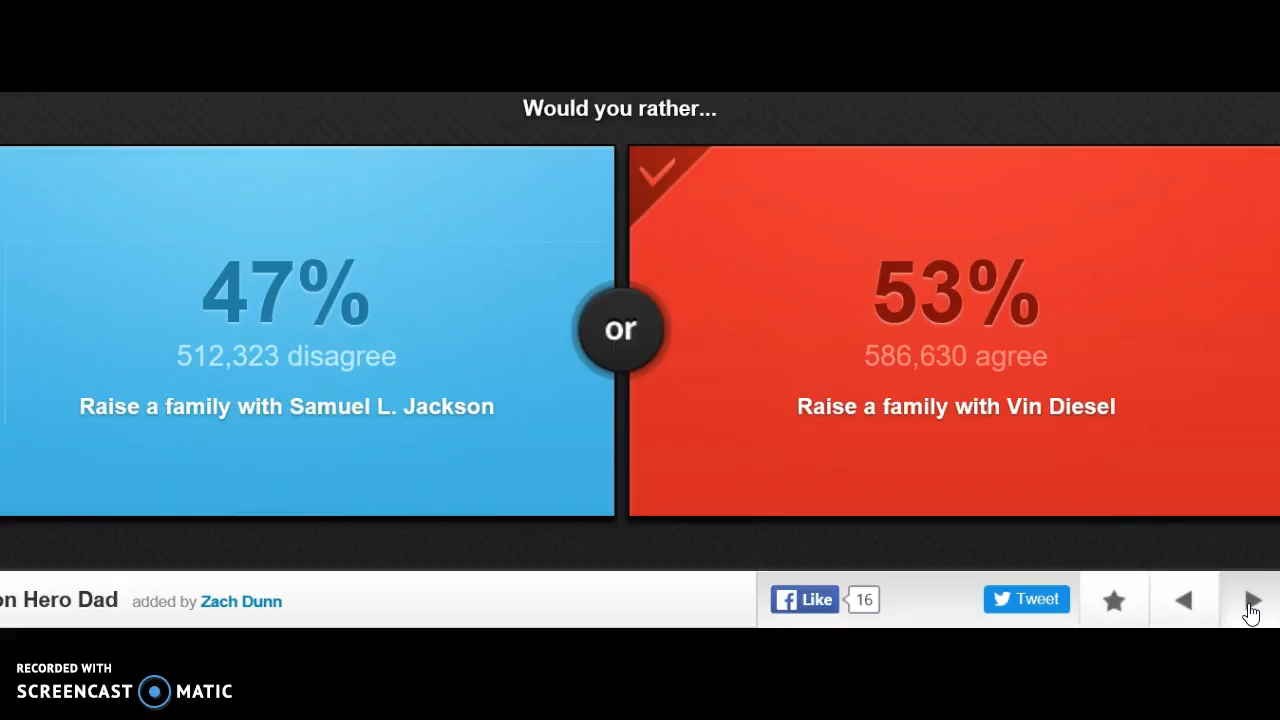 Would you rather...
47%
512,323 disagree
Raise a family with Samuel L. Jackson
or
53%
586,630 agree
Raise a family with Vin Diesel
on Hero Dad added by Zach Dunn
Like 16
Tweet
RECORDED WITH
SCREENCAST MATIC